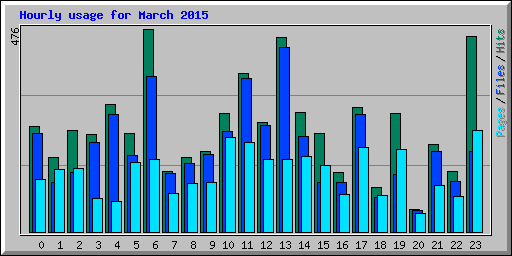 Hourly usage for March 2015
476
Pages / Files / Hits
0 1 2 3 4 5 6 7 8 9 10 11 12 13 14 15 16 17 18 19 20 21 22 23